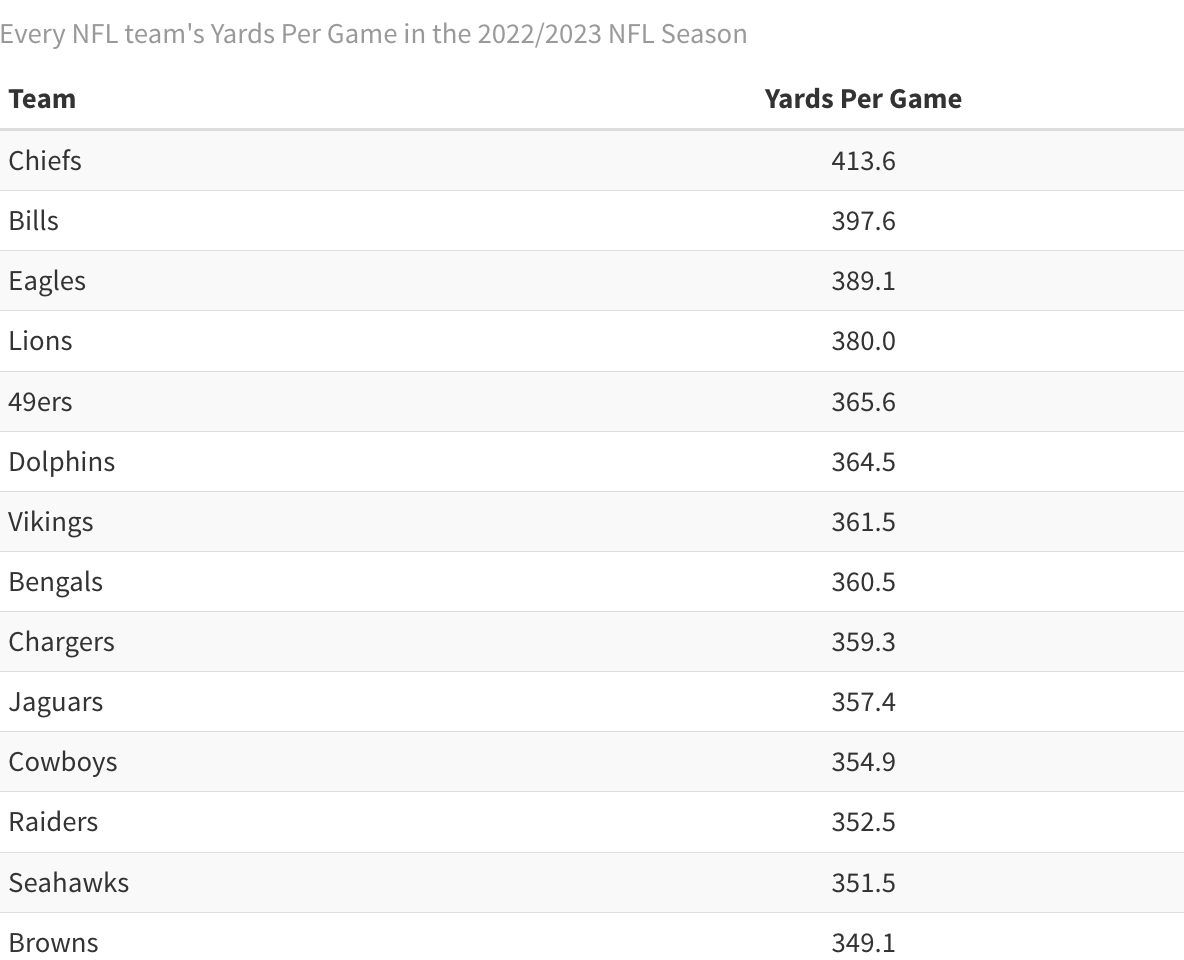 Every NFL team's Yards Per Game in the 2022/2023 NFL Season
Team Yards Per Game
Chiefs 413.6
Bills 397.6
Eagles 389.1
Lions 380.0
49ers 365.6
Dolphins 364.5
Vikings 361.5
Bengals 360.5
Chargers 359.3
Jaguars 357.4
Cowboys 354.9
Raiders 352.5
Seahawks 351.5
Browns 349.1